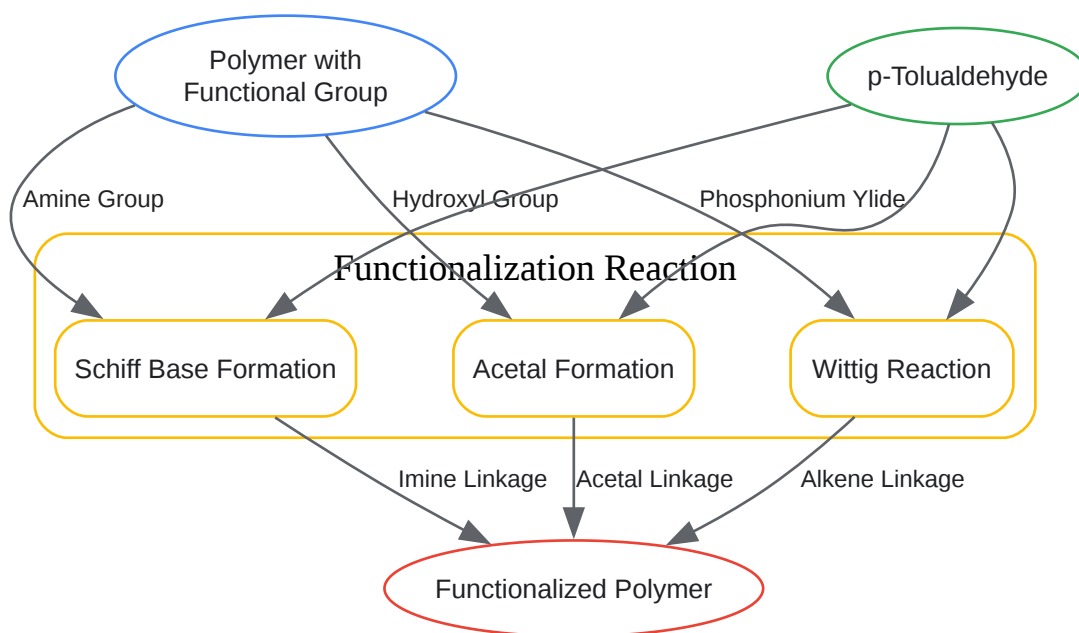 Polymer with
Functional Group
p-Tolualdehyde
Amine Group
Hydroxyl Group
Phosphonium Ylide
Functionalization Reaction
Schiff Base Formation
Acetal Formation
Wittig Reaction
Imine Linkage
Acetal Linkage
Alkene Linkage
Functionalized Polymer